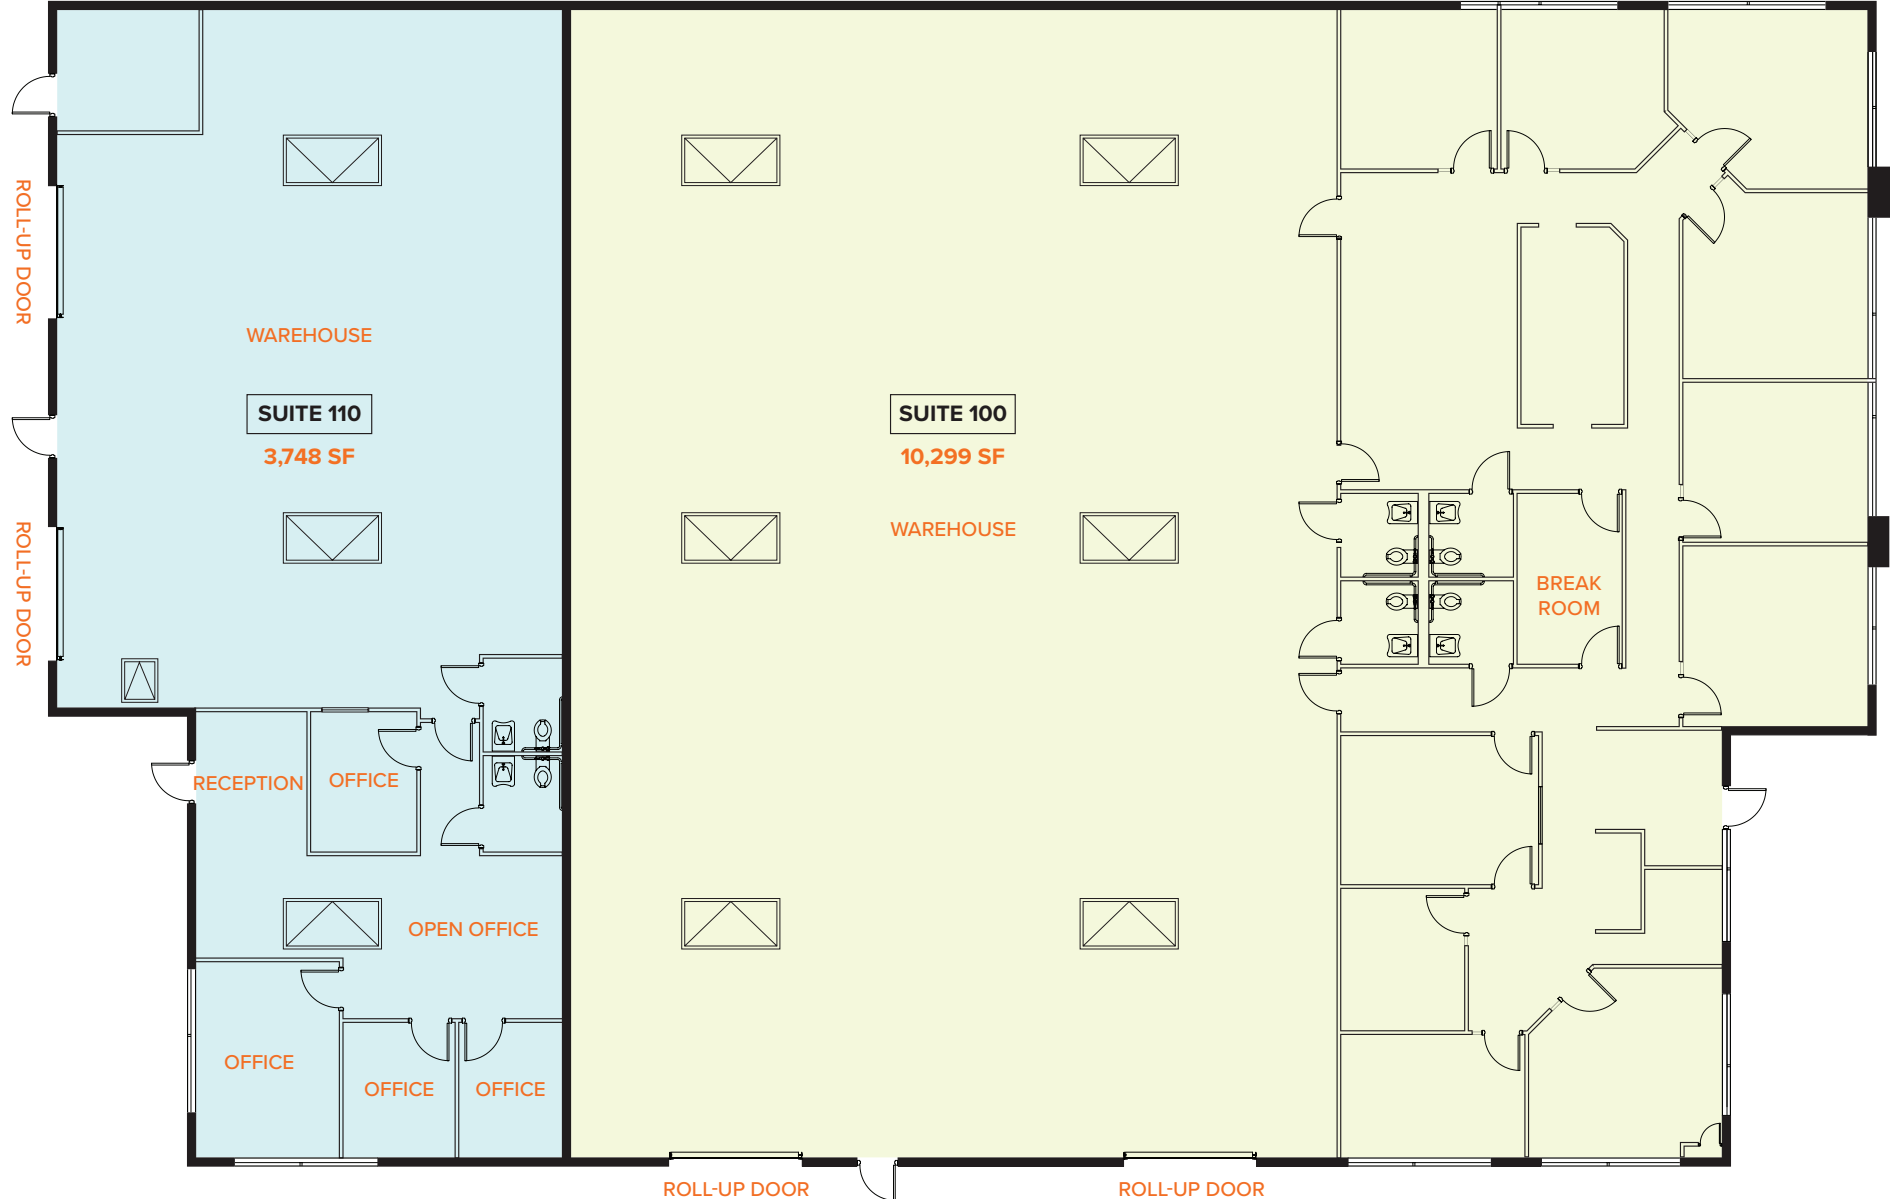 ROLL-UP DOOR
WAREHOUSE
SUITE 110
3,748 SF
SUITE 100
10,299 SF
WAREHOUSE
ROLL-UP DOOR
BREAK
ROOM
RECEPTION
OFFICE
OPEN OFFICE
OFFICE
OFFICE
OFFICE
ROLL-UP DOOR
ROLL-UP DOOR